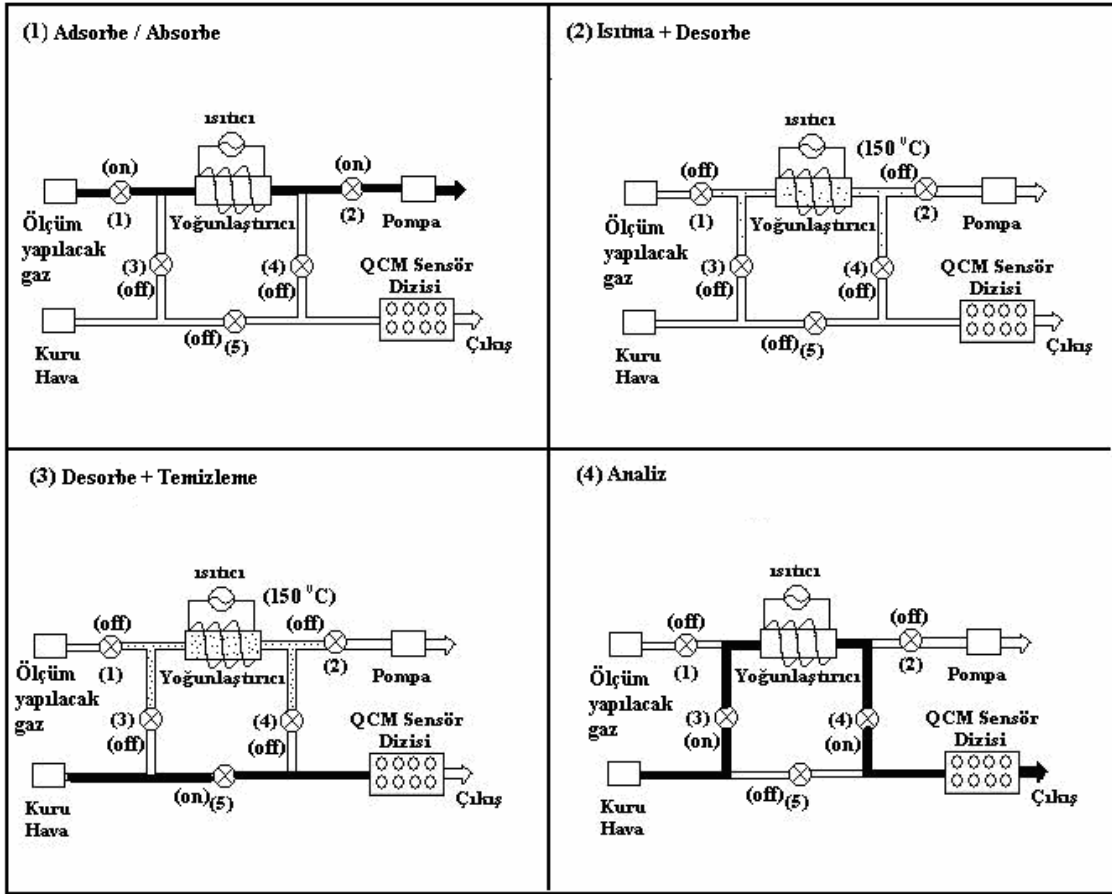 (1) Adsorbe / Absorbe
ısıtıcı
(on)
(on)
(1)
Yoğunlaştırıcı
(2)
Pompa
Ölçüm
yapılacak
gaz
(3)
(off)
(4)
(off)
QCM Sensör
Dizisi
(off)
(5)
Çıkış
Kuru
Hava
(2) Isıtma + Desorbe
ısıtıcı
(150 ⁰C)
(off)
(off)
(1)
Yoğunlaştırıcı
(2)
Pompa
Ölçüm
yapılacak
gaz
(3)
(off)
(4)
(off)
QCM Sensör
Dizisi
(off)
(5)
Çıkış
Kuru
Hava
(3) Desorbe + Temizleme
ısıtıcı
(150 ⁰C)
(off)
(off)
(1)
Yoğunlaştırıcı
(2)
Pompa
Ölçüm
yapılacak
gaz
(3)
(off)
(4)
(off)
QCM Sensör
Dizisi
(on)
(5)
Çıkış
Kuru
Hava
(4) Analiz
ısıtıcı
(off)
(off)
(1)
Yoğunlaştırıcı
(2)
Pompa
Ölçüm
yapılacak
gaz
(3)
(on)
(4)
(on)
QCM Sensör
Dizisi
(off)
(5)
Çıkış
Kuru
Hava